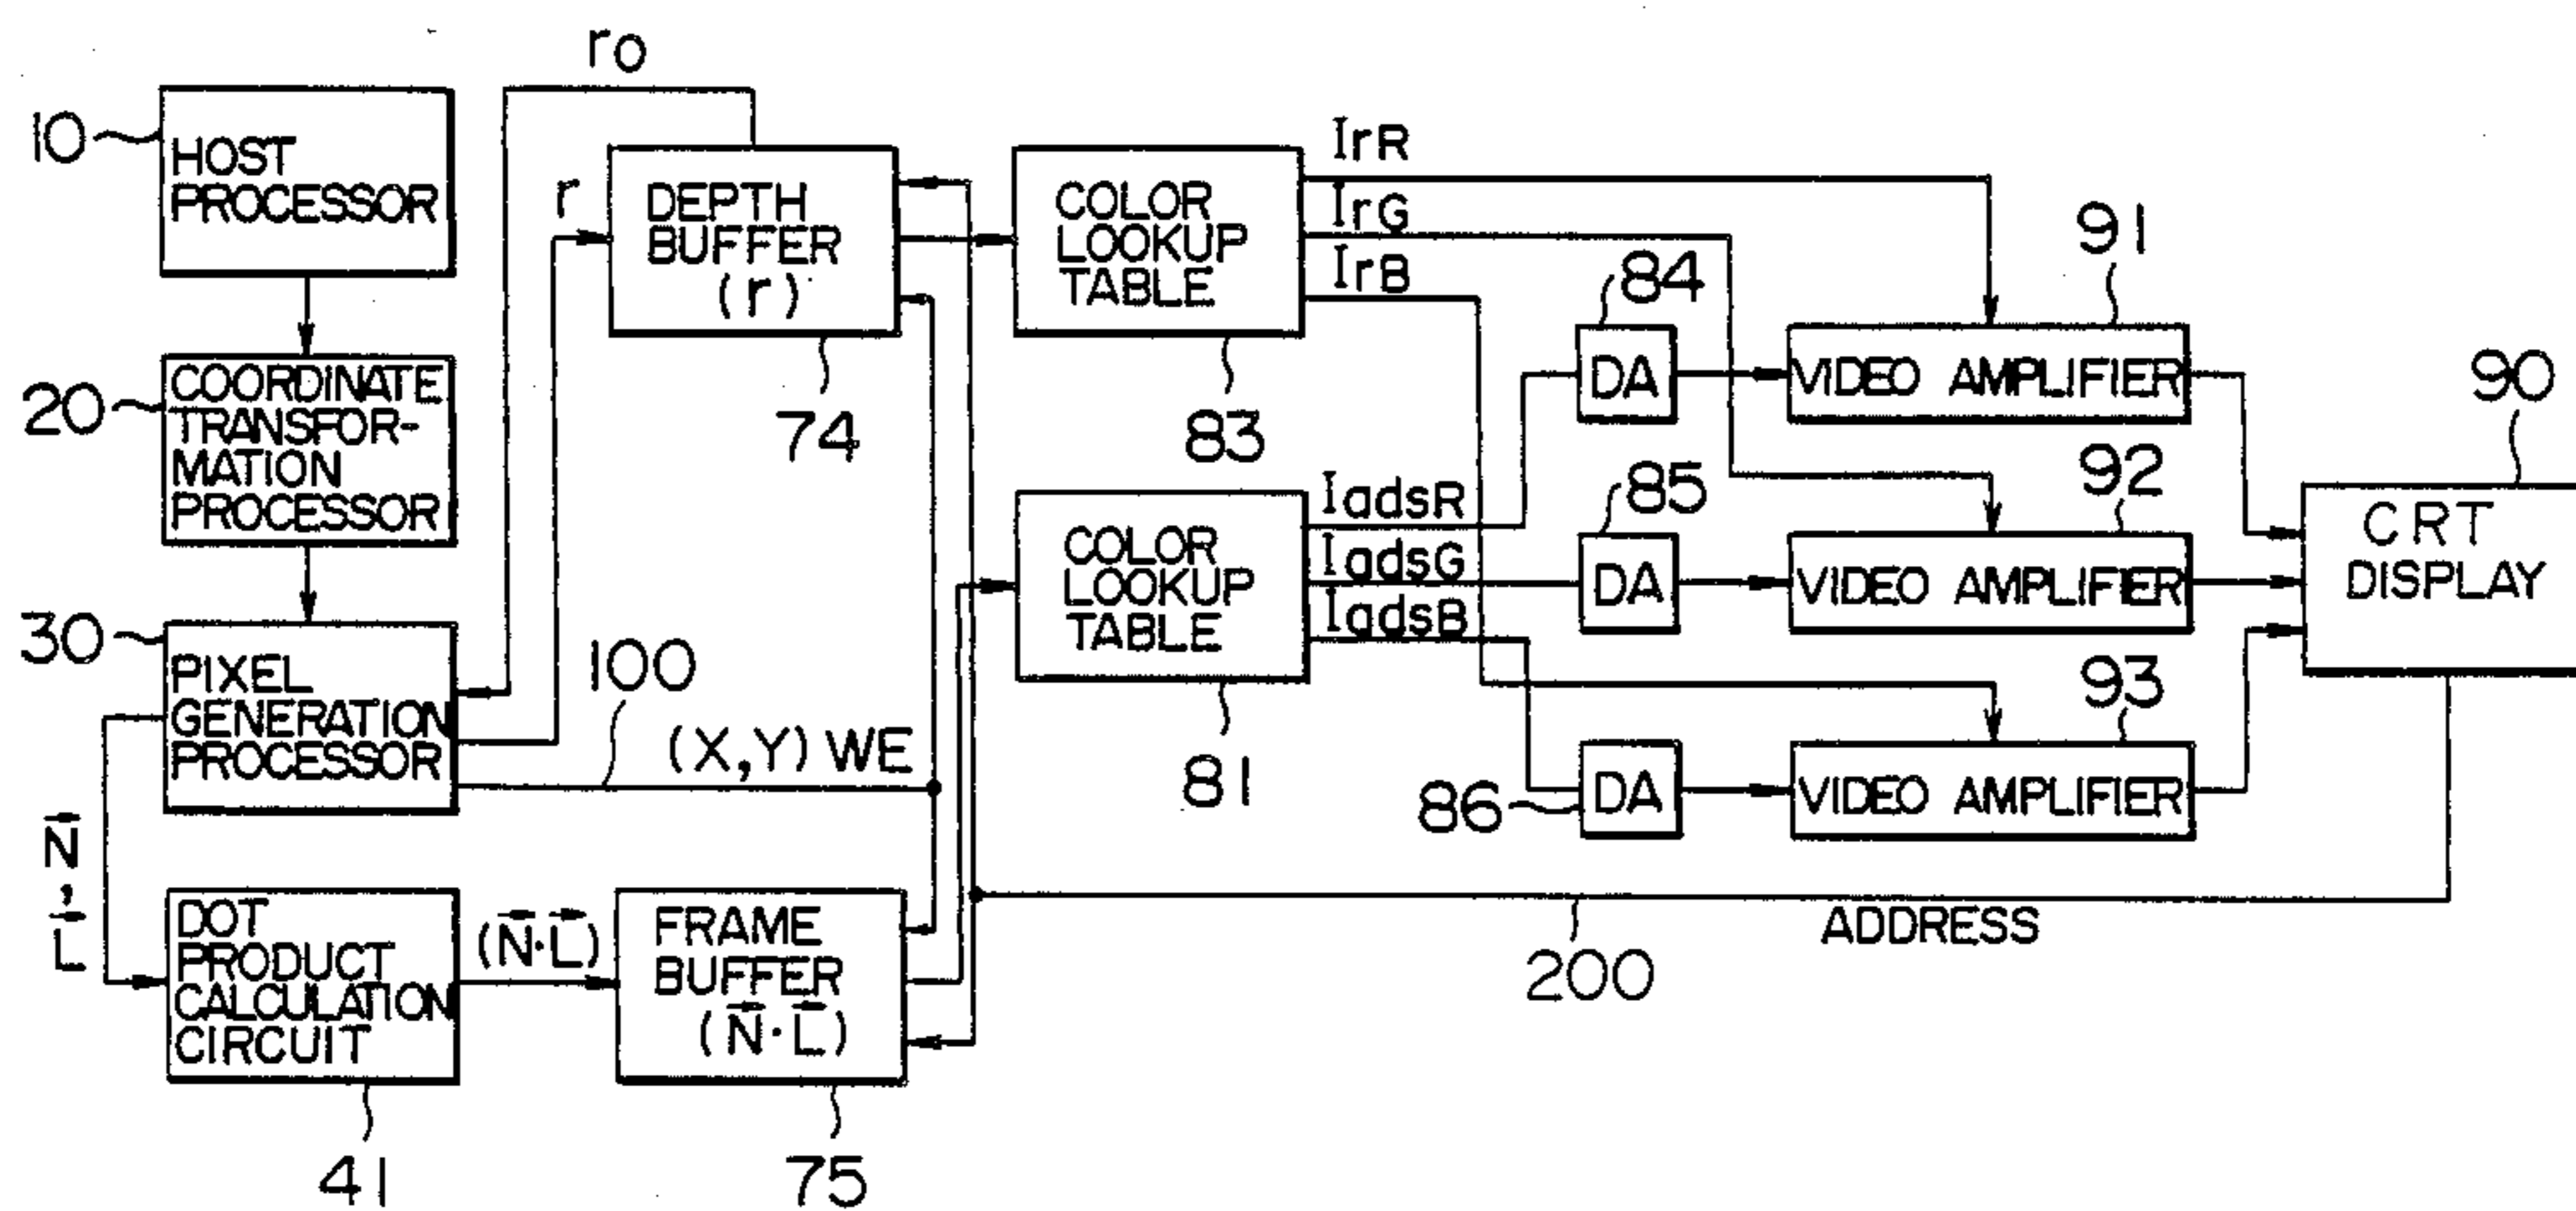 ro
10
HOST
PROCESSOR
20
COORDINATE
TRANSFOR-
MATION
PROCESSOR
30
PIXEL
GENERATION
PROCESSOR
100
(X,Y) WE
N⃗
,
L⃗
DOT
PRODUCT
CALCULATION
CIRCUIT
41
(N⃗·L⃗)
FRAME
BUFFER
(N⃗·L⃗)
75
r
DEPTH
BUFFER
(r)
74
COLOR
LOOKUP
TABLE
83
IrR
IrG
IrB
COLOR
LOOKUP
TABLE
81
IadsR
IadsG
IadsB
84
DA
85
DA
86
DA
91
VIDEO AMPLIFIER
92
VIDEO AMPLIFIER
93
VIDEO AMPLIFIER
90
CRT
DISPLAY
200
ADDRESS